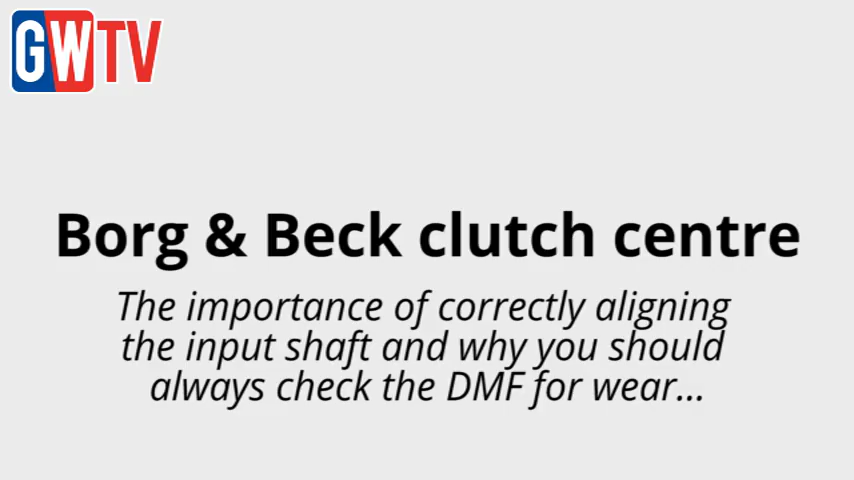 GWTV
Borg & Beck clutch centre
The importance of correctly aligning
the input shaft and why you should
always check the DMF for wear...